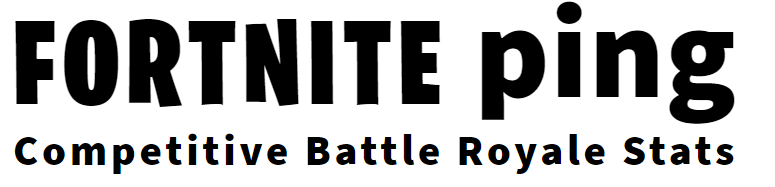 FORTNITE ping
Competitive Battle Royale Stats